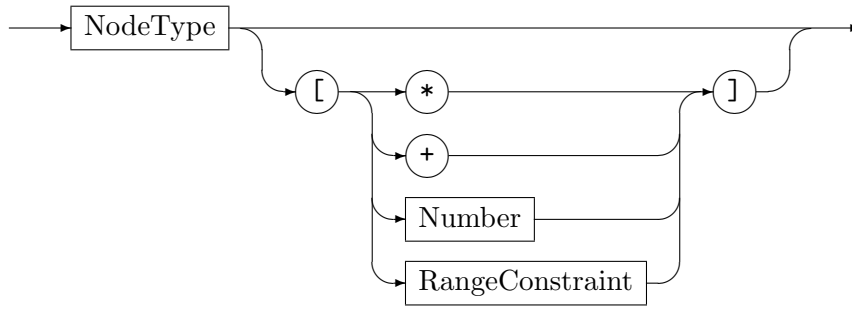 NodeType
[ * ]
+
Number
RangeConstraint